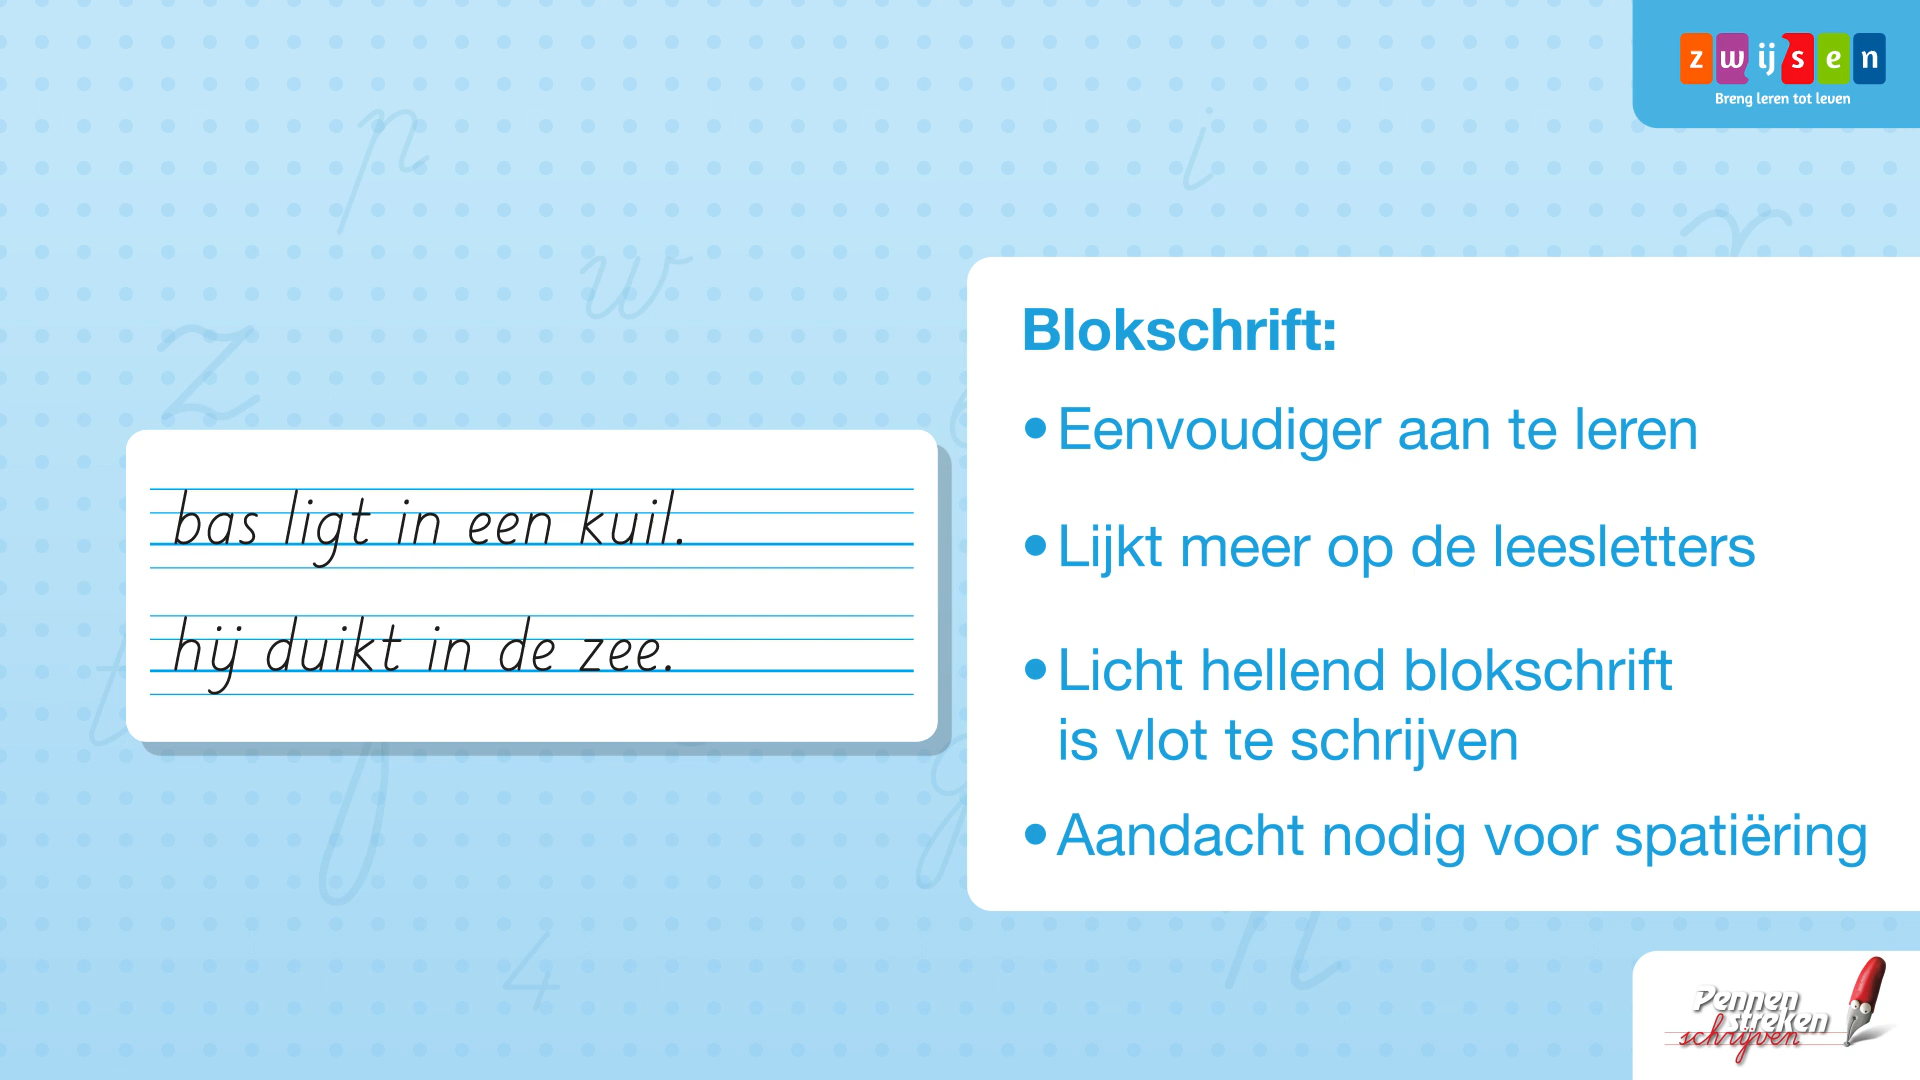 zwijsen
Breng leren tot leven
p
i
w
x
z
bas ligt in een kuil.
hij duikt in de zee.
Blokschrift:
• Eenvoudiger aan te leren
• Lijkt meer op de leesletters
• Licht hellend blokschrift
is vlot te schrijven
• Aandacht nodig voor spatiëring
4
n
Pennen
streken
schrijven